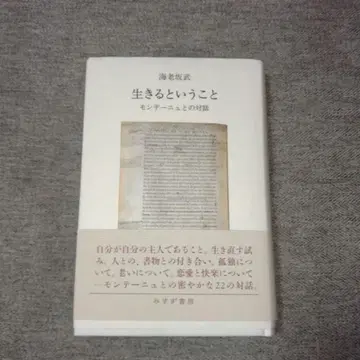 海老坂武
生きるということ
モンテーニュとの対話
自分が自分の主人であること。生き直す試
み。人との、書物との付き合い。孤独につ
いて。老いについて。恋愛と快楽について
─モンテーニュとの密やかな22の対話。
みすず書房